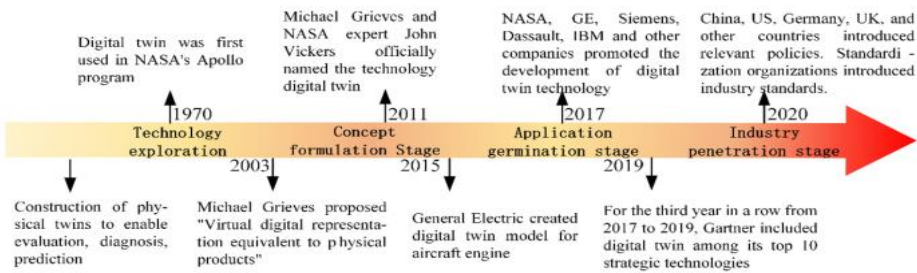 Digital twin was first
used in NASA's Apollo
program
Michael Grieves and
NASA expert John
Vickers officially
named the technology
digital twin
NASA, GE, Siemens,
Dassault, IBM and other
companies promoted the
development of digital
twin technology
China, US, Germany, UK, and
other countries introduced
relevant policies. Standardi -
zation organizations introduced
industry standards.
1970
2011
2017
2020
Technology
exploration
Concept
formulation Stage
Application
germination stage
Industry
penetration stage
2003
2015
2019
Construction of phy-
sical twins to enable
evaluation, diagnosis,
prediction
Michael Grieves proposed
"Virtual digital representa
tion equivalent to physical
products"
General Electric created
digital twin model for
aircraft engine
For the third year in a row from
2017 to 2019, Gartner included
digital twin among its top 10
strategic technologies